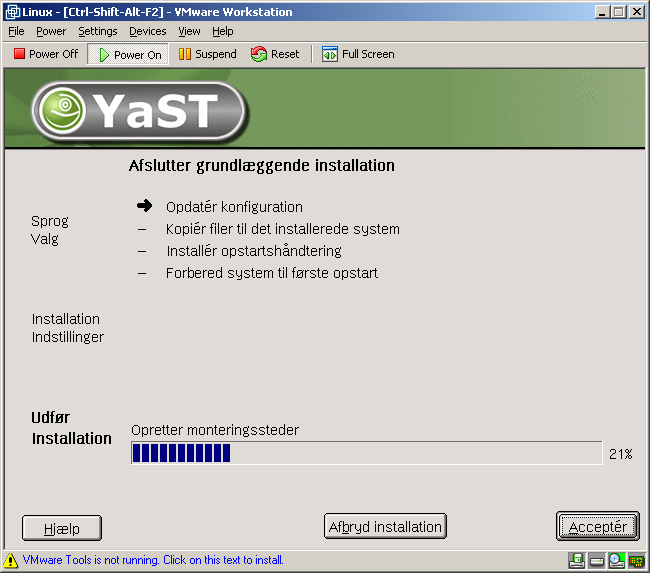 Linux - [Ctrl-Shift-Alt-F2] - VMware Workstation
File Power Settings Devices View Help
Power Off Power On Suspend Reset Full Screen
YaST
Afslutter grundlæggende installation
Opdatér konfiguration
– Kopiér filer til det installerede system
– Installér opstartshåndtering
– Forbered system til første opstart
Sprog
Valg
Installation
Indstillinger
Udfør
Installation
Opretter monteringssteder
21%
Hjælp Afbryd installation Acceptér
VMware Tools is not running. Click on this text to install.